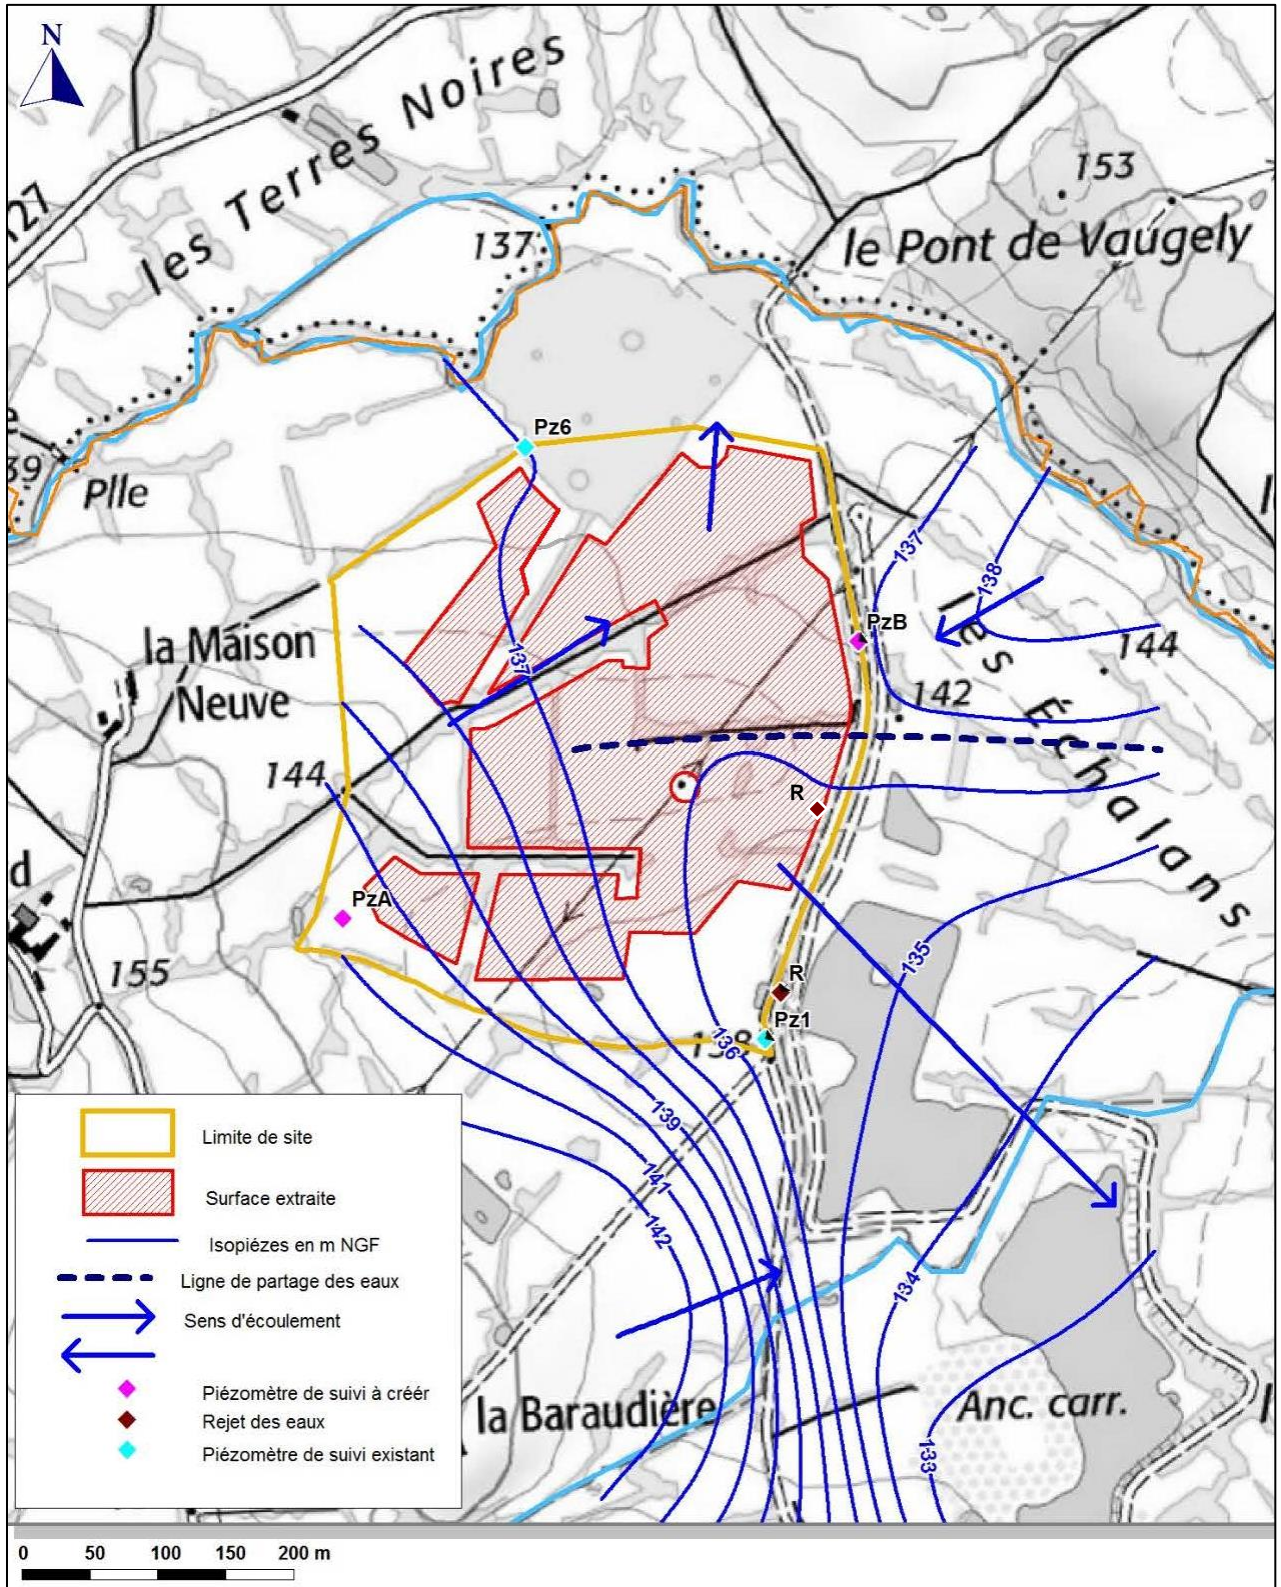 N
les Terres Noires
153
127
137
le Pont de Vaugely
Pz6
39
Plle
137
138
les Échalans
PzB
144
la Maison
Neuve
137
142
144
R
d
PzA
135
155
R
Pz1
138
136
139
141
142
134
la Baraudière
Anc. carr.
133
Limite de site
Surface extraite
Isopiézes en m NGF
Ligne de partage des eaux
Sens d'écoulement
Piézomètre de suivi à créér
Rejet des eaux
Piézomètre de suivi existant
0 50 100 150 200 m